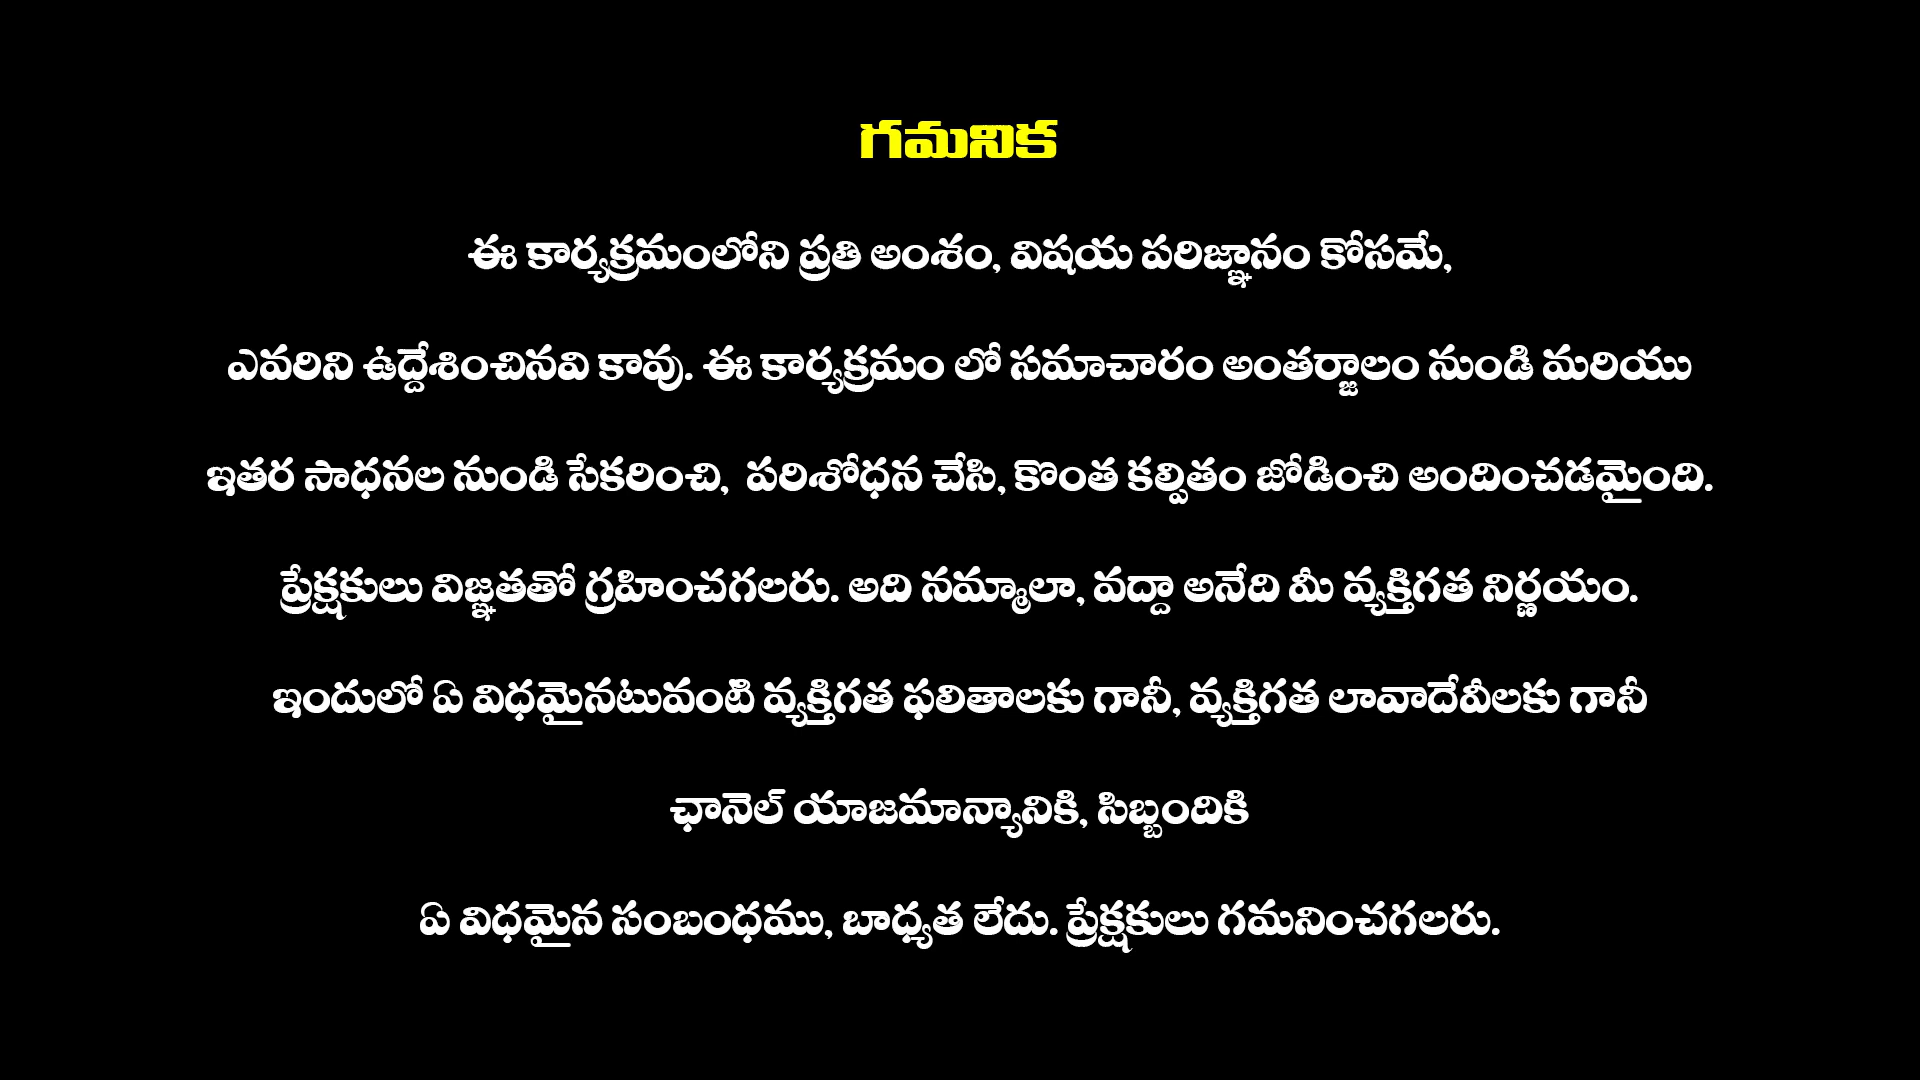 గమనిక
ఈ కార్యక్రమంలోని ప్రతి అంశం, విషయ పరిజ్ఞానం కోసమే,
ఎవరిని ఉద్దేశించినవి కావు. ఈ కార్యక్రమం లో సమాచారం అంతర్జాలం నుండి మరియు
ఇతర సాధనల నుండి సేకరించి, పరిశోధన చేసి, కొంత కల్పితం జోడించి అందించడమైంది.
ప్రేక్షకులు విజ్ఞతతో గ్రహించగలరు. అది నమ్మాలా, వద్దా అనేది మీ వ్యక్తిగత నిర్ణయం.
ఇందులో ఏ విధమైనటువంటి వ్యక్తిగత ఫలితాలకు గానీ, వ్యక్తిగత లావాదేవీలకు గానీ
ఛానెల్ యాజమాన్యానికి, సిబ్బందికి
ఏ విధమైన సంబంధము, బాధ్యత లేదు. ప్రేక్షకులు గమనించగలరు.